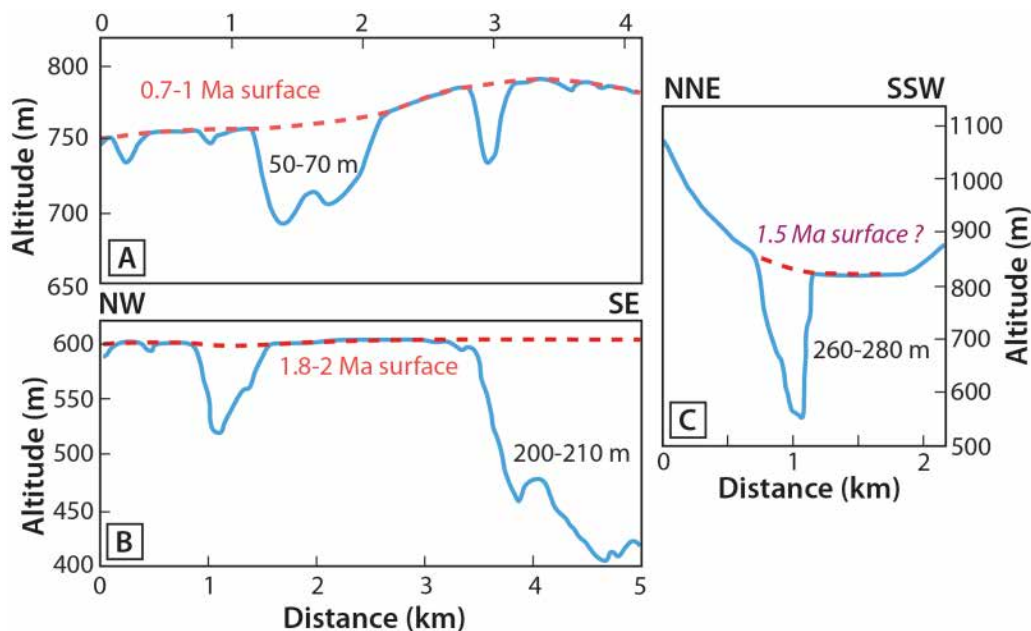 0 1 2 3 4
Altitude (m)
800
750
700
650
0.7-1 Ma surface
50-70 m
A
NW SE
Altitude (m)
600
550
500
450
400
1.8-2 Ma surface
200-210 m
B
0 1 2 3 4 5
Distance (km)
NNE SSW
1.5 Ma surface ?
260-280 m
C
1100
1000
900
800
700
600
500
Altitude (m)
0 1 2
Distance (km)